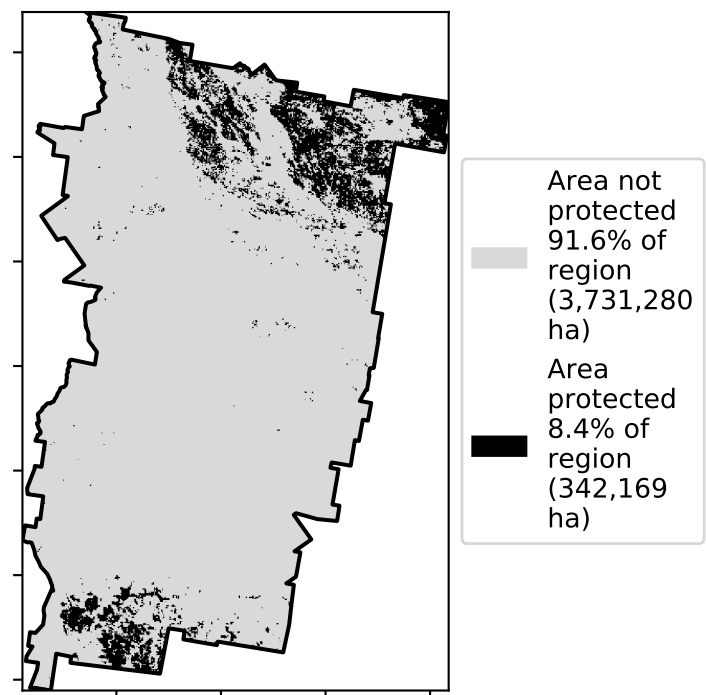 Area not
protected
91.6% of
region
(3,731,280
ha)
Area
protected
8.4% of
region
(342,169
ha)